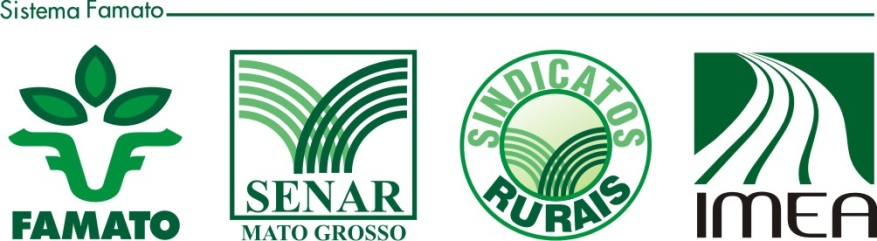 Sistema Famato
FAMATO
SENAR
MATO GROSSO
SINDICATOS
RURAIS
IMEA